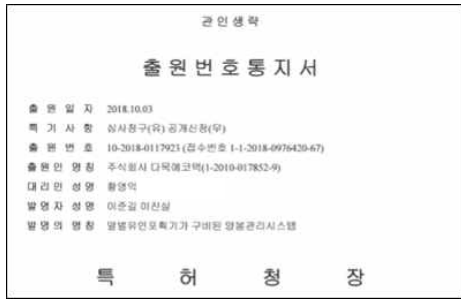 관 인 생 략
출 원 번 호 통 지 서
출 원 일 자 2018.10.03
특 기 사 항 심사청구(유) 공개신청(무)
출 원 번 호 10-2018-0117923 (접수번호 1-1-2018-0976420-67)
출원인 명칭 주식회사 다목에코텍(1-2010-017852-9)
대리인 성명 황영익
발명자 성명 이준길 이진실
발명의 명칭 말벌유인포획기가 구비된 양봉관리시스템
특 허 청 장